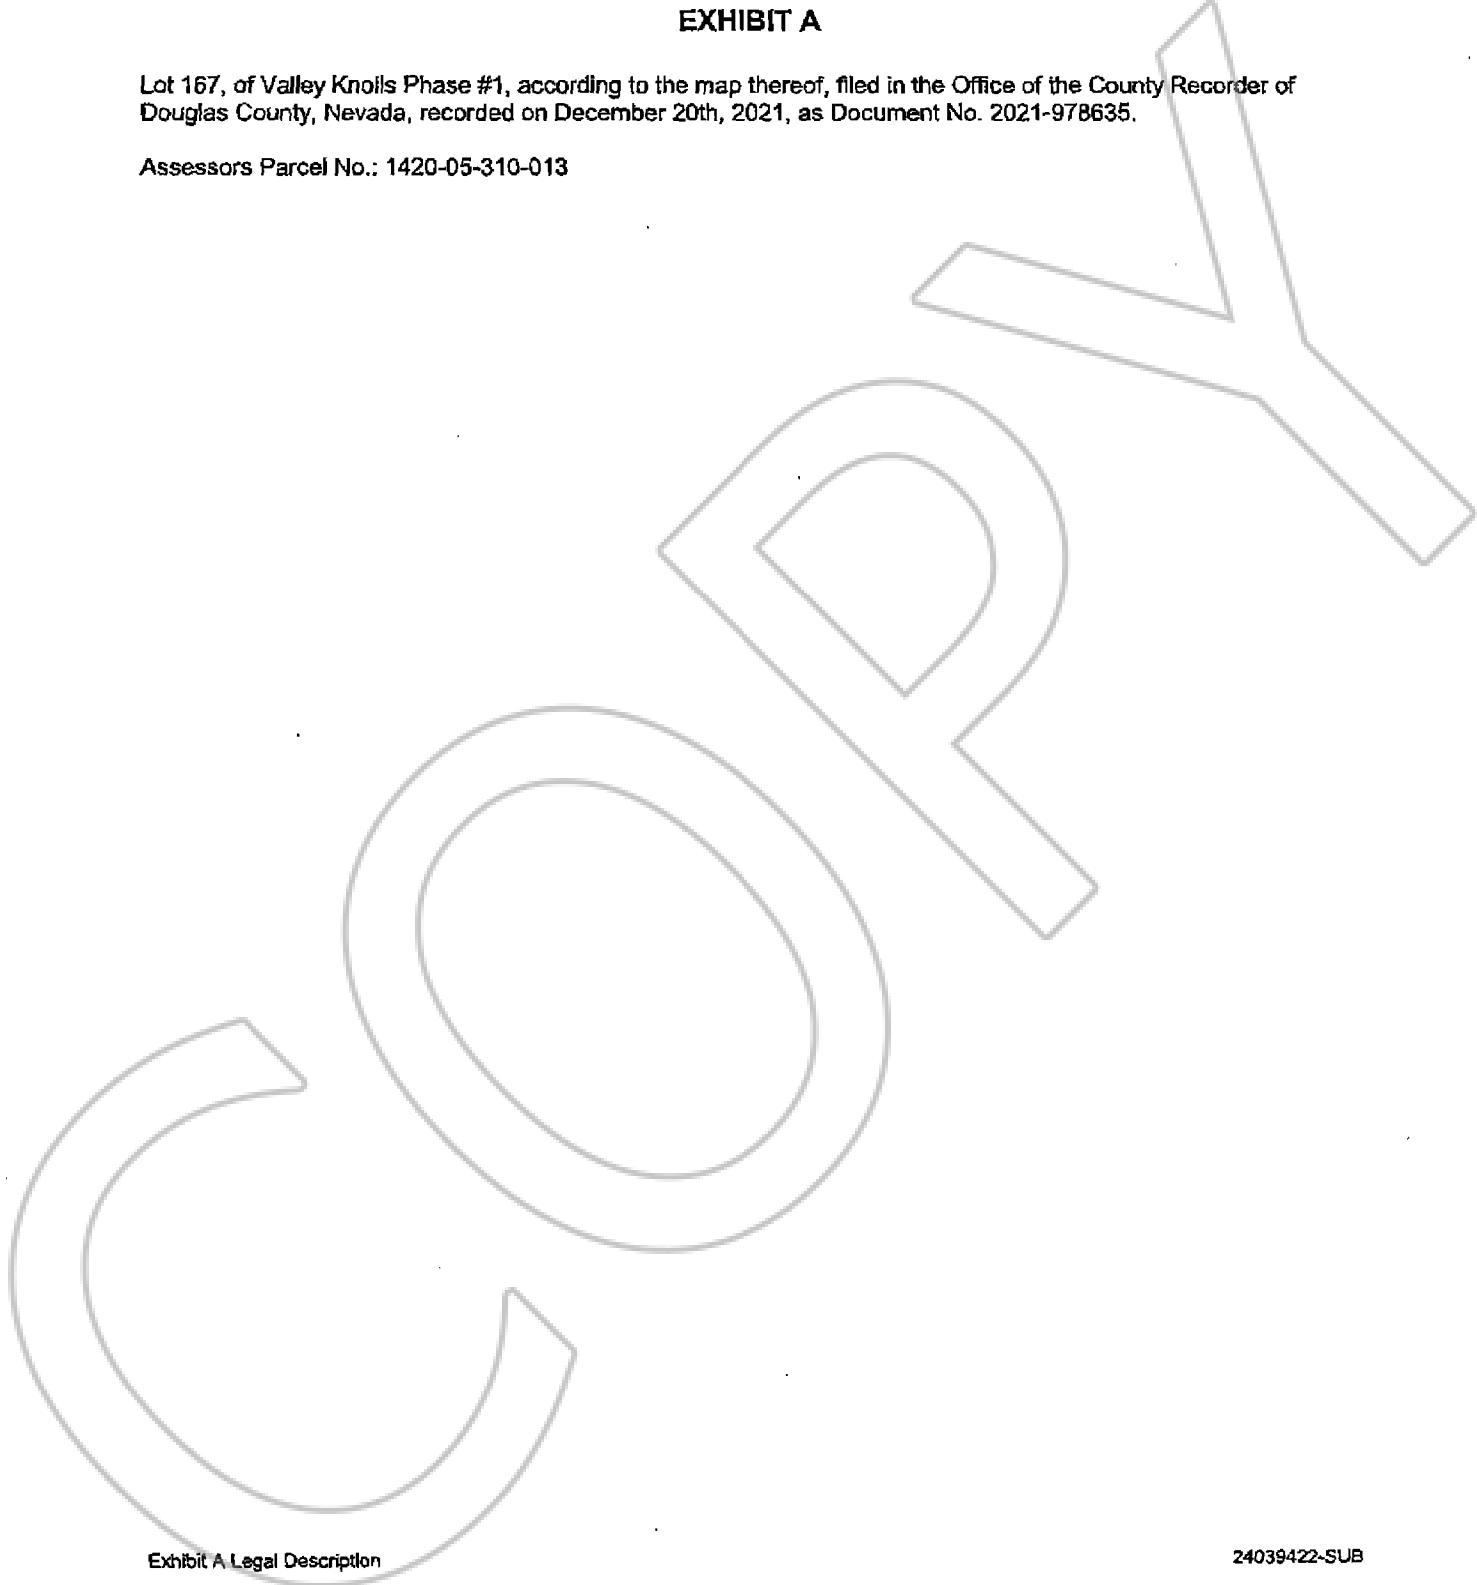 EXHIBIT A
Lot 167, of Valley Knolls Phase #1, according to the map thereof, filed in the Office of the County Recorder of
Douglas County, Nevada, recorded on December 20th, 2021, as Document No. 2021-978635.
Assessors Parcel No.: 1420-05-310-013
COPY
Exhibit A Legal Description
24039422-SUB